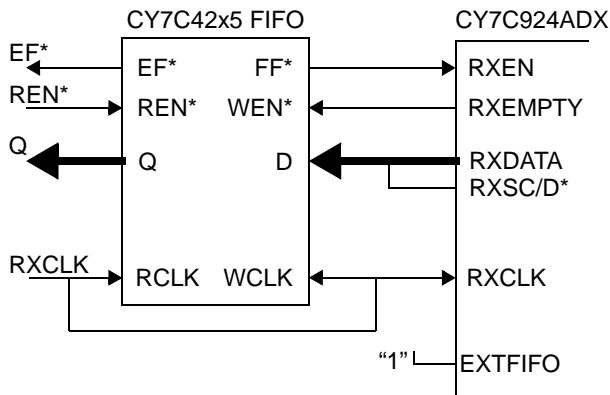 CY7C42x5 FIFO CY7C924ADX
EF* EF* FF* RXEN
REN* REN* WEN* RXEMPTY
Q Q D RXDATA
RXSC/D*
RXCLK RCLK WCLK RXCLK
“1” EXTFIFO